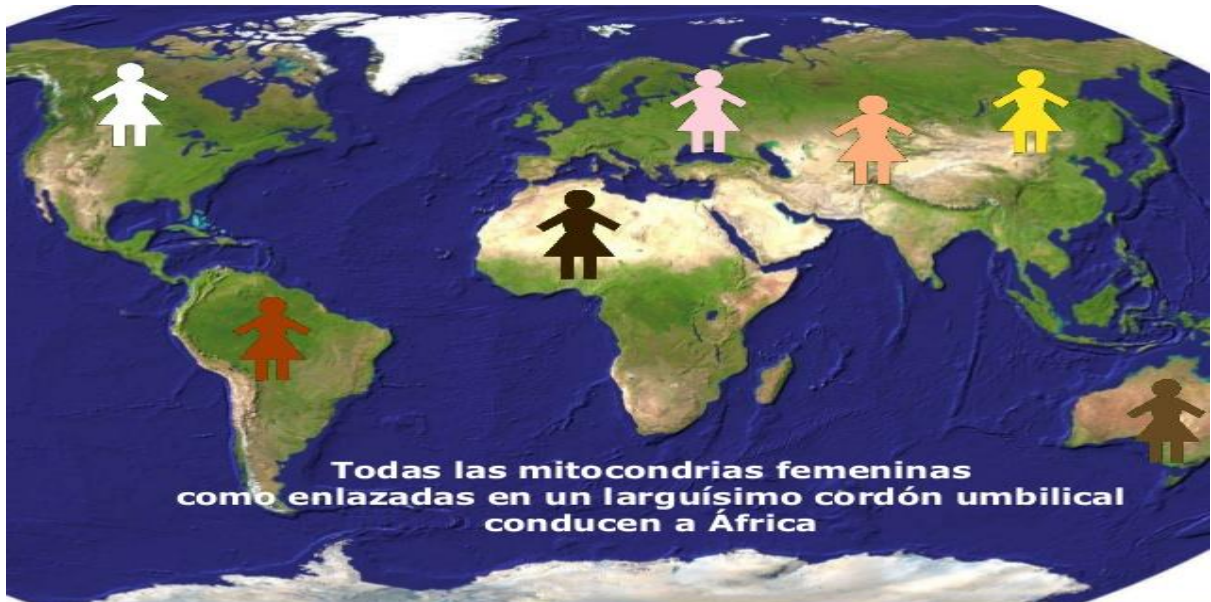 Todas las mitocondrias femeninas
como enlazadas en un larguísimo cordón umbilical
conducen a África